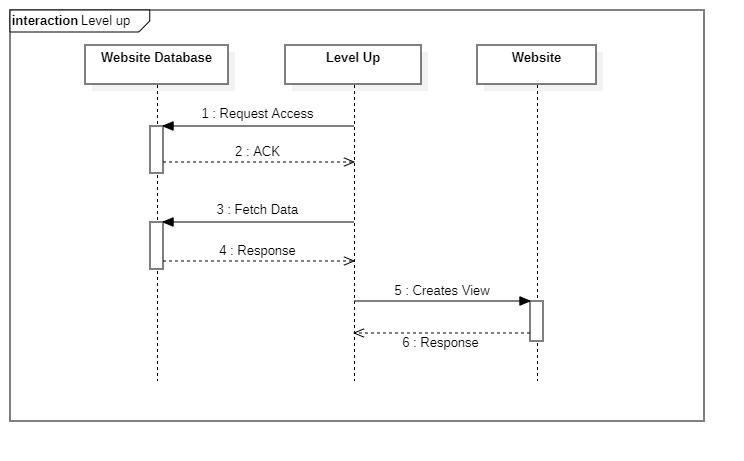 interaction Level up
Website Database
Level Up
Website
1 : Request Access
2 : ACK
3 : Fetch Data
4 : Response
5 : Creates View
6 : Response